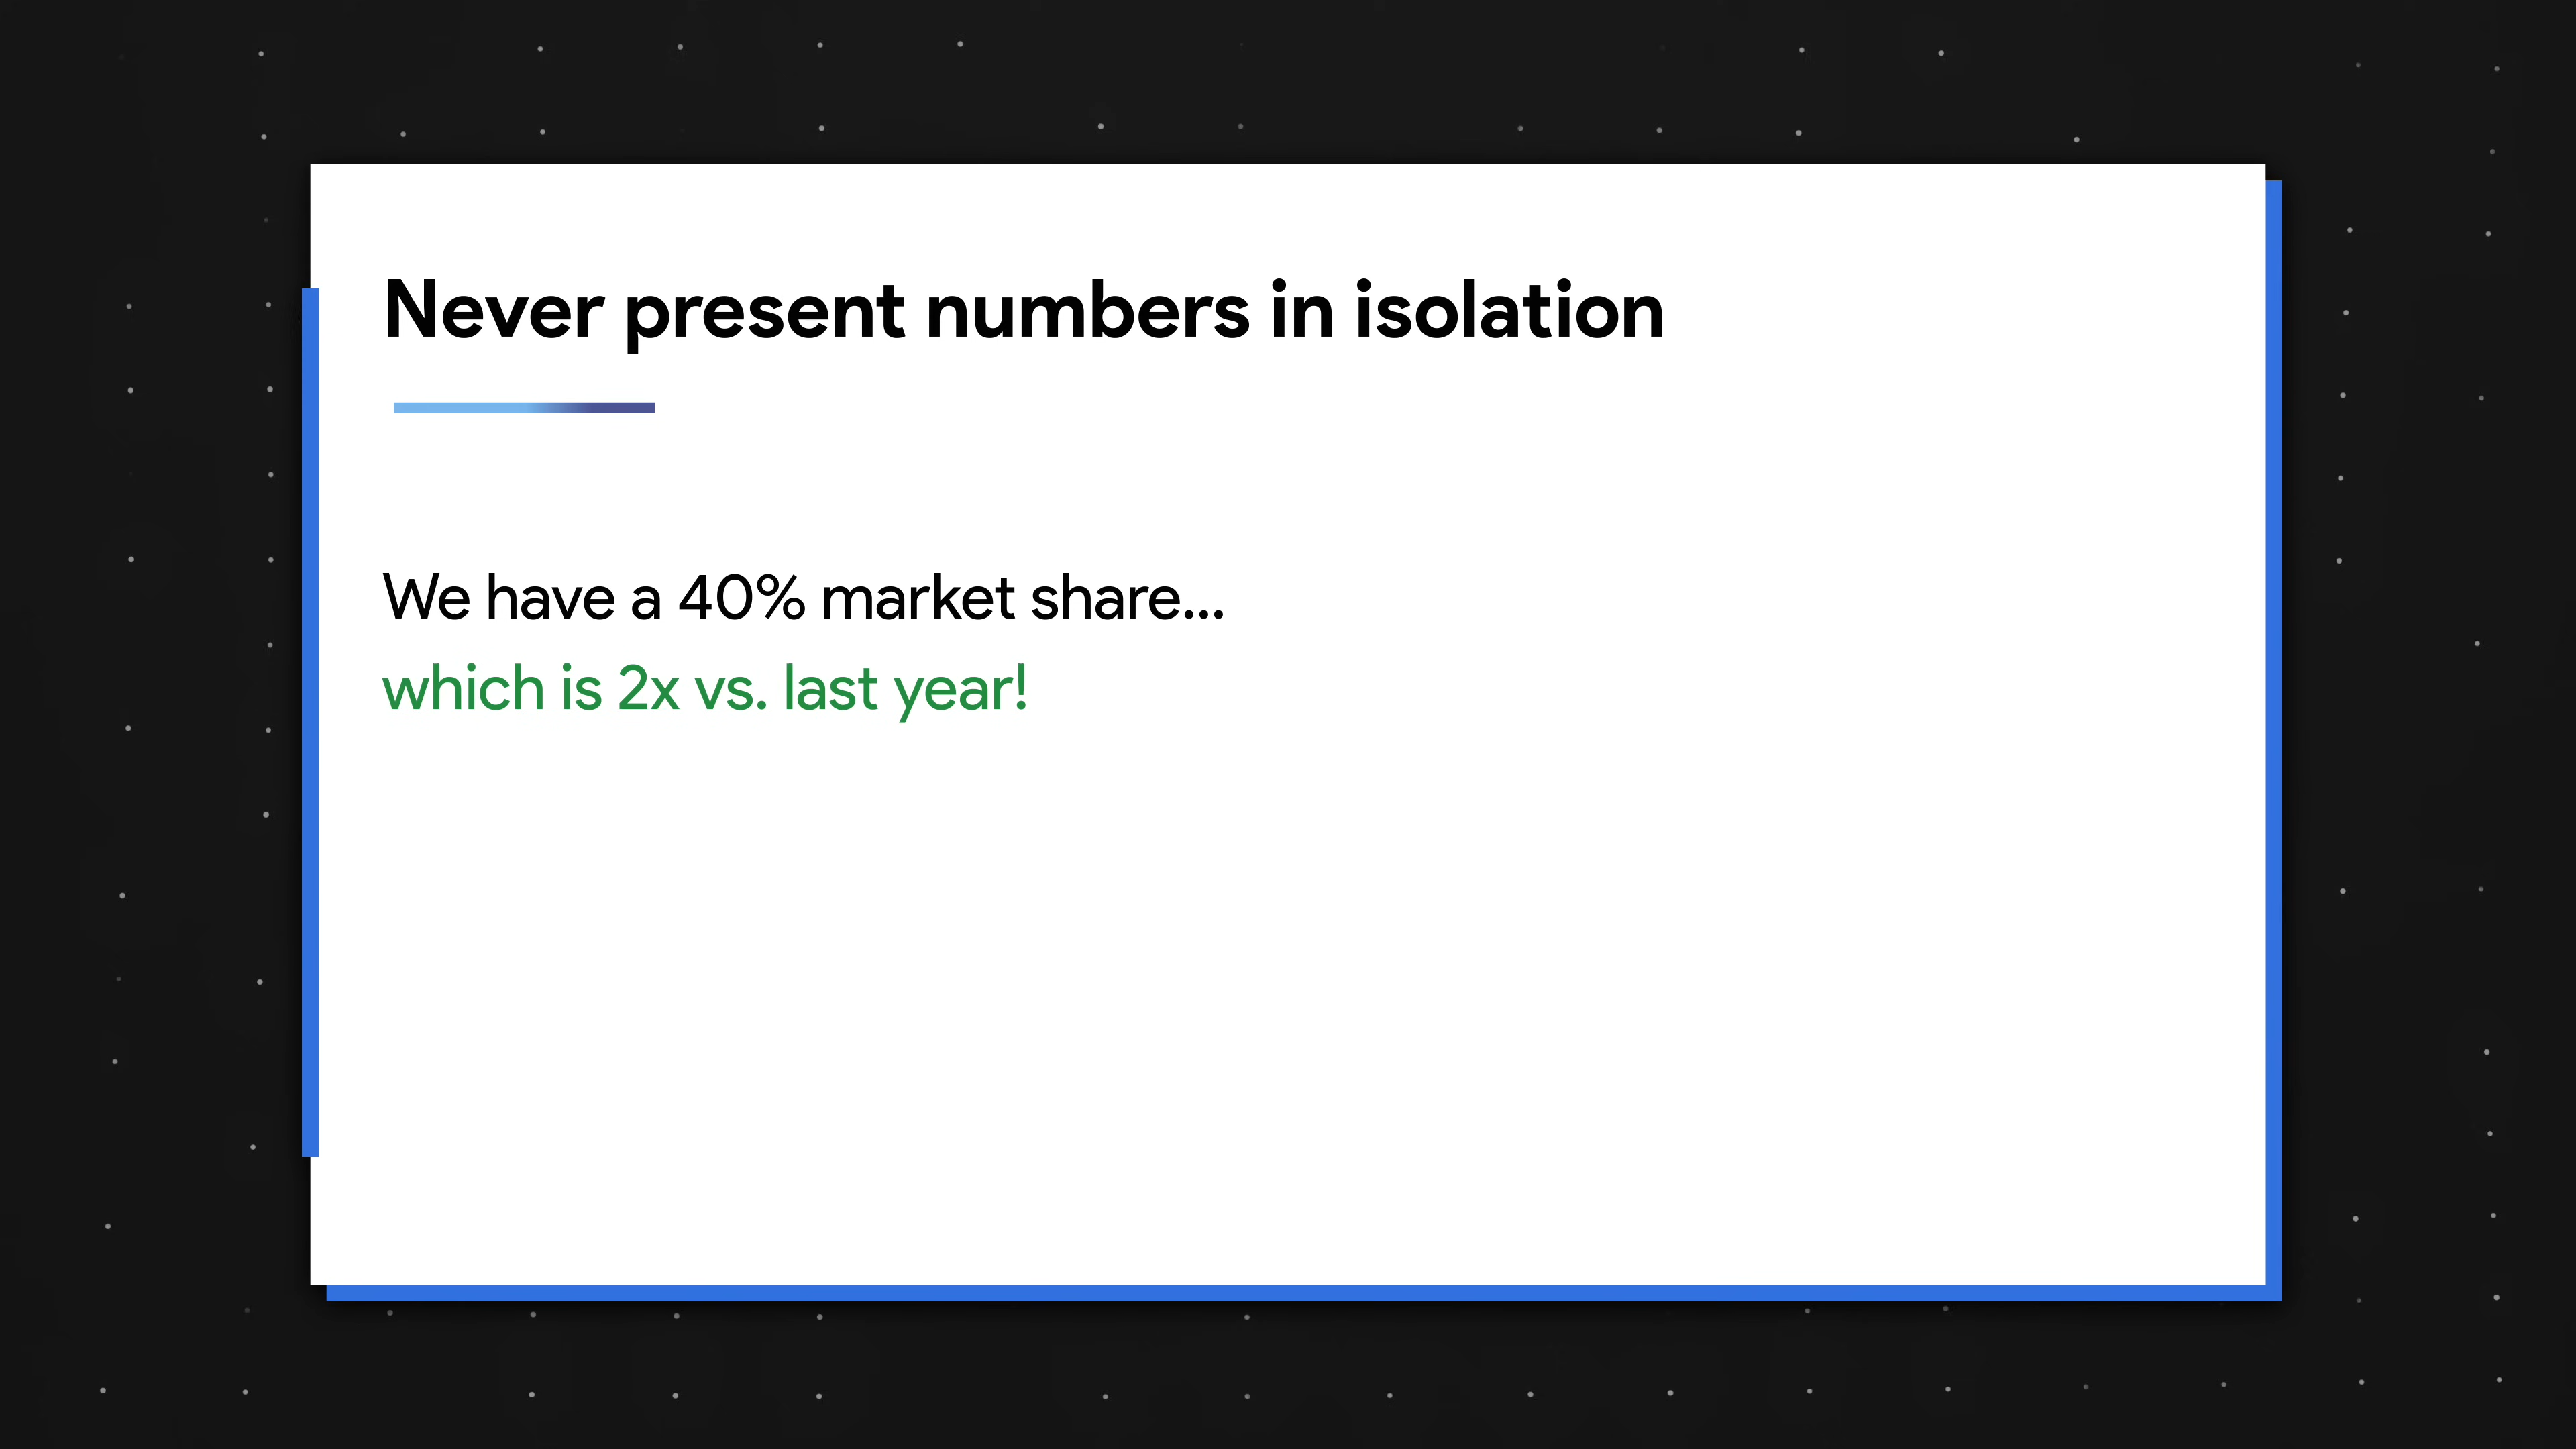 Never present numbers in isolation
We have a 40% market share...
which is 2x vs. last year!